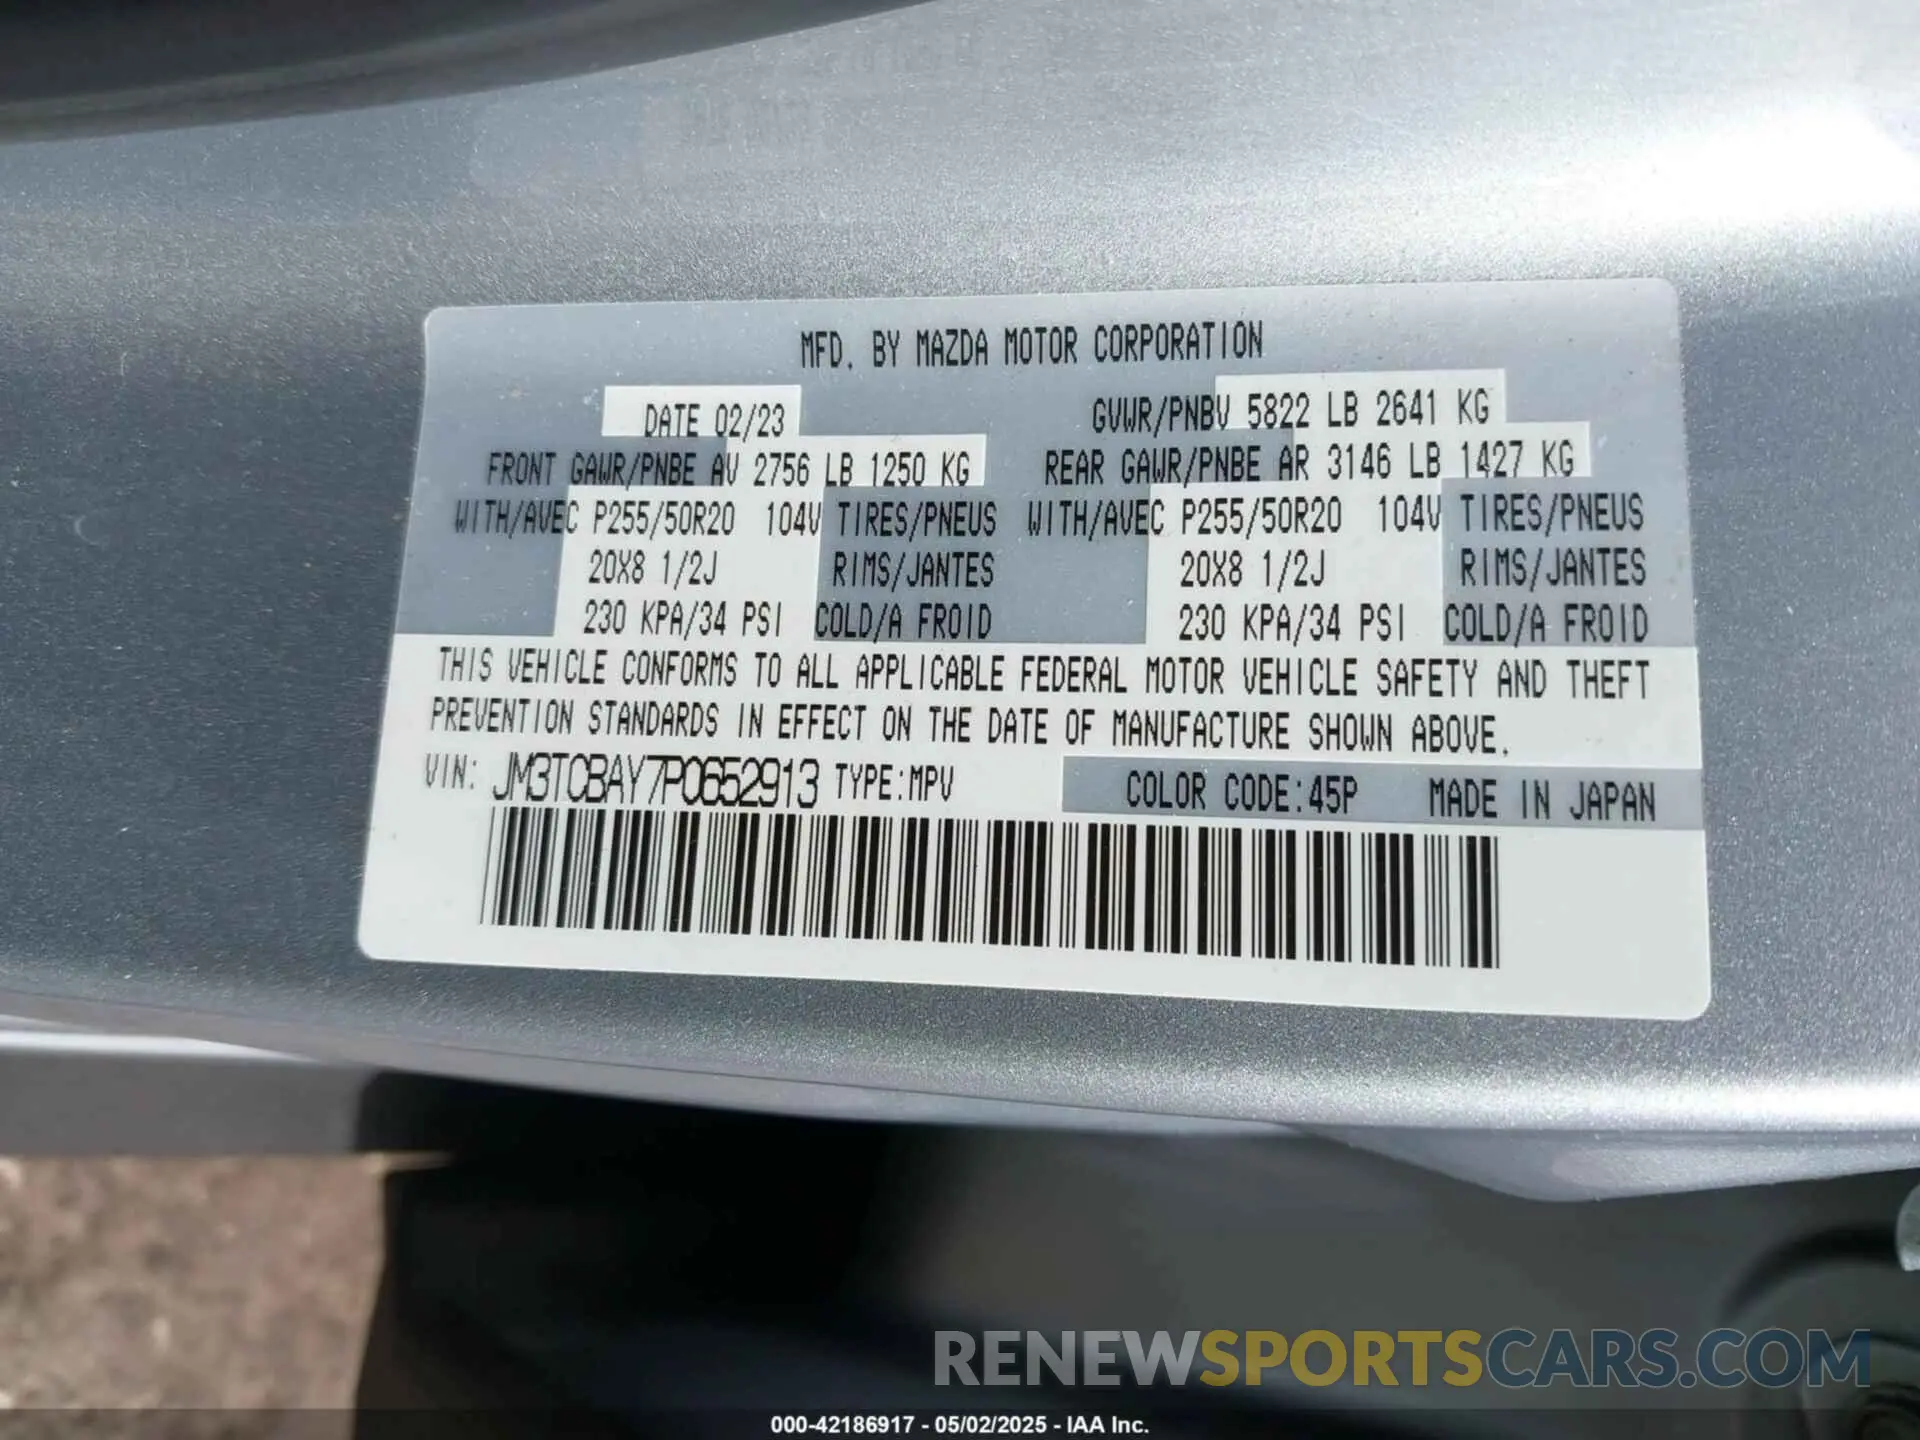 MFD. BY MAZDA MOTOR CORPORATION
DATE 02/23 GVWR/PNBV 5822 LB 2641 KG
FRONT GAWR/PNBE AV 2756 LB 1250 KG REAR GAWR/PNBE AR 3146 LB 1427 KG
WITH/AVEC P255/50R20 104V TIRES/PNEUS WITH/AVEC P255/50R20 104V TIRES/PNEUS
20X8 1/2J RIMS/JANTES 20X8 1/2J RIMS/JANTES
230 KPA/34 PSI COLD/A FROID 230 KPA/34 PSI COLD/A FROID
THIS VEHICLE CONFORMS TO ALL APPLICABLE FEDERAL MOTOR VEHICLE SAFETY AND THEFT
PREVENTION STANDARDS IN EFFECT ON THE DATE OF MANUFACTURE SHOWN ABOVE.
VIN: JM3TCBAY7P0652913 TYPE:MPV COLOR CODE:45P MADE IN JAPAN
RENEWSPORTSCARS.COM
000-42186917 - 05/02/2025 - IAA Inc.